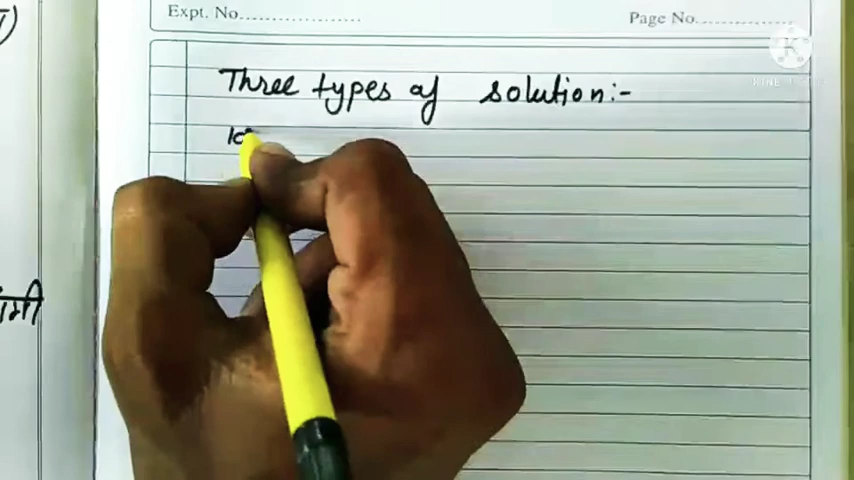 Expt. No.
Page No.
Three types of solution:-